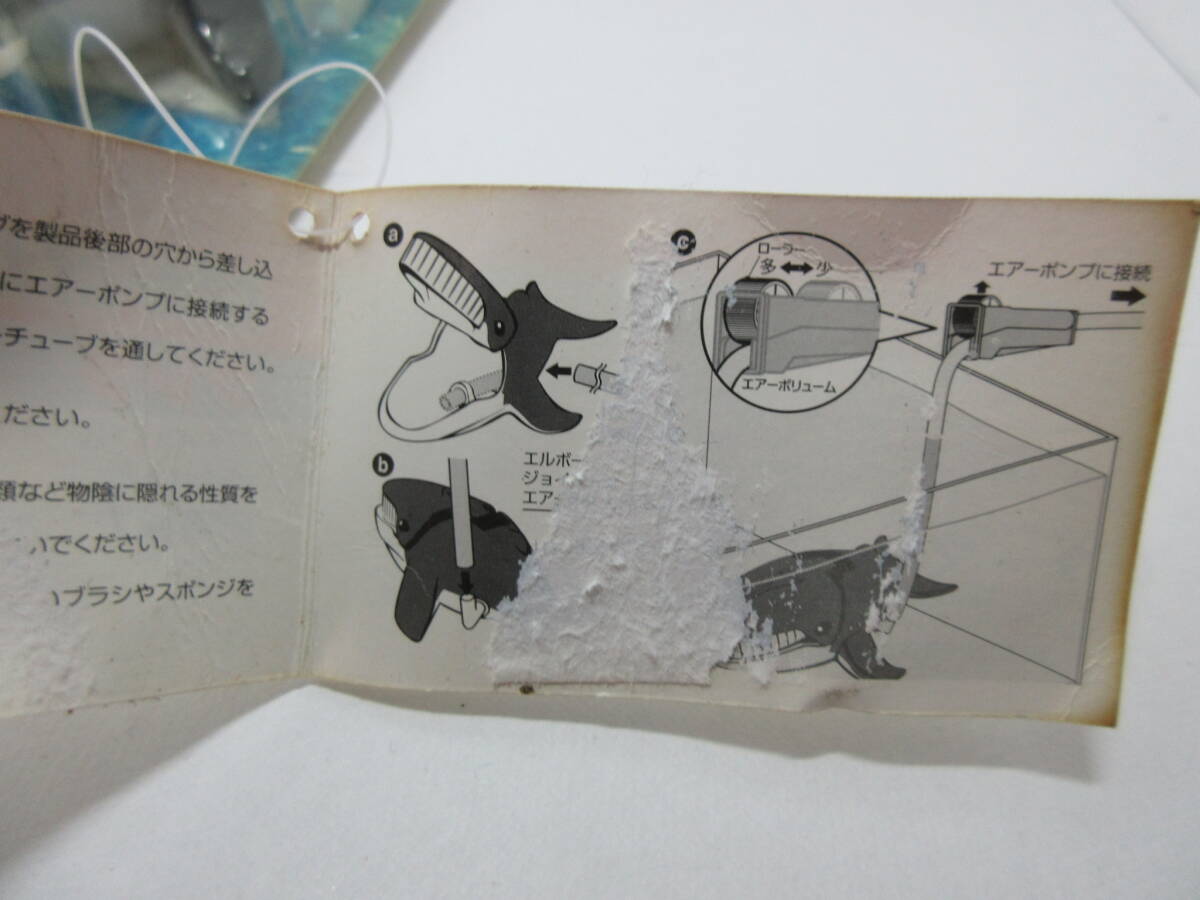 を製品後部の穴から差し込
にエアーポンプに接続する
チューブを通してください。
ください。
など物陰に隠れる性質を
いでください。
ブラシやスポンジを
a
b
エルボー
ジョイ
エアー
c
ローラー
多 ⟷ 少
エアーボリューム
エアーポンプに接続